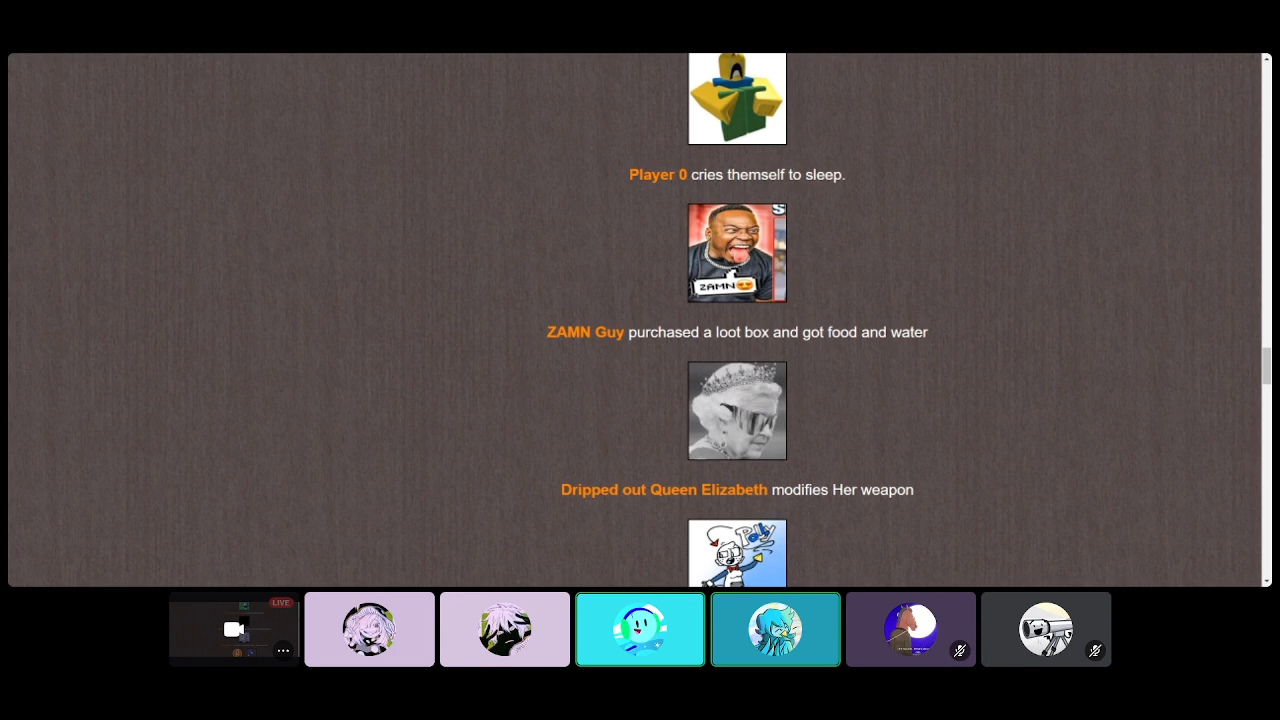 Player 0 cries themself to sleep.
S
ZAMN
ZAMN Guy purchased a loot box and got food and water
Dripped out Queen Elizabeth modifies Her weapon
Polly
LIVE